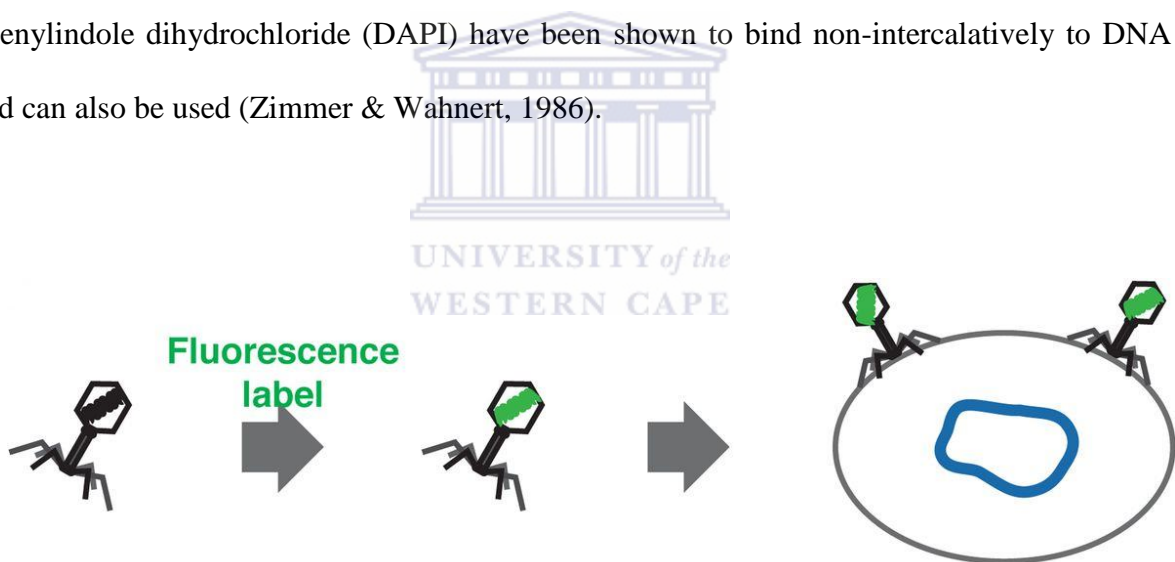 enylindole dihydrochloride (DAPI) have been shown to bind non-intercalatively to DNA
d can also be used (Zimmer & Wahnert, 1986).
UNIVERSITY of the
WESTERN CAPE
Fluorescence
label